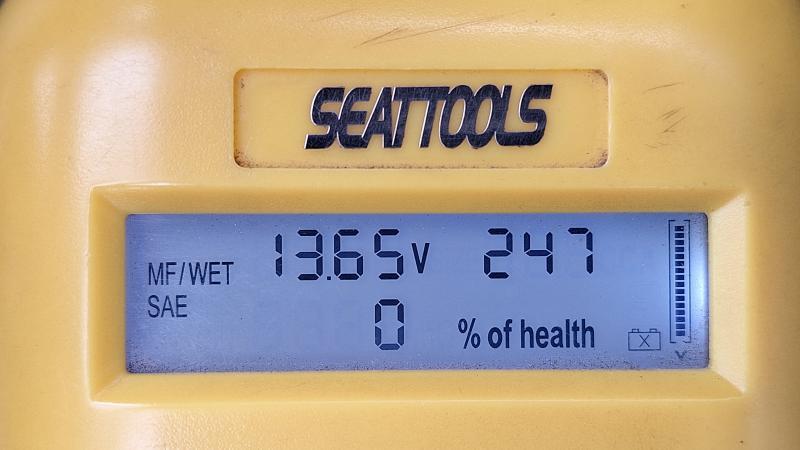 SEATTOOLS
MF/WET 13.65V 247
SAE 0 % of health
V